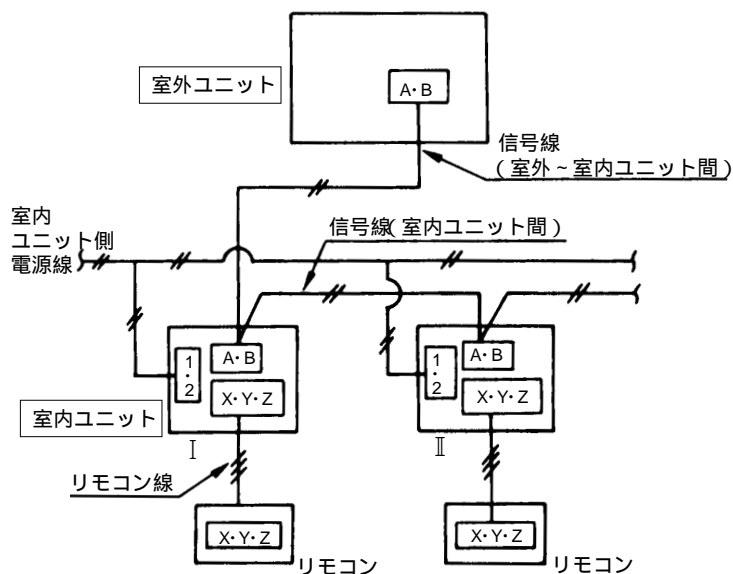 室外ユニット
A・B
信号線
(室外~室内ユニット間)
室内
ユニット側
電源線
信号線(室内ユニット間)
1・2
A・B
X・Y・Z
1・2
A・B
X・Y・Z
室内ユニット
Ⅰ
Ⅱ
リモコン線
X・Y・Z
リモコン
X・Y・Z
リモコン